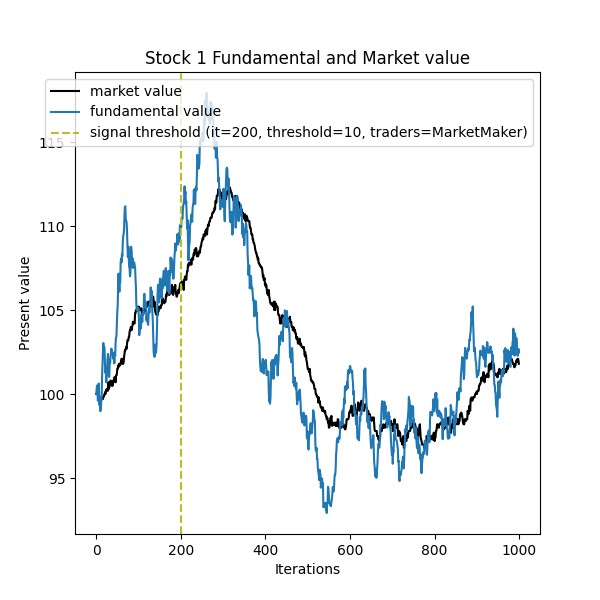 Stock 1 Fundamental and Market value
market value
fundamental value
signal threshold (it=200, threshold=10, traders=MarketMaker)
115
110
105
100
95
Present value
0 200 400 600 800 1000
Iterations